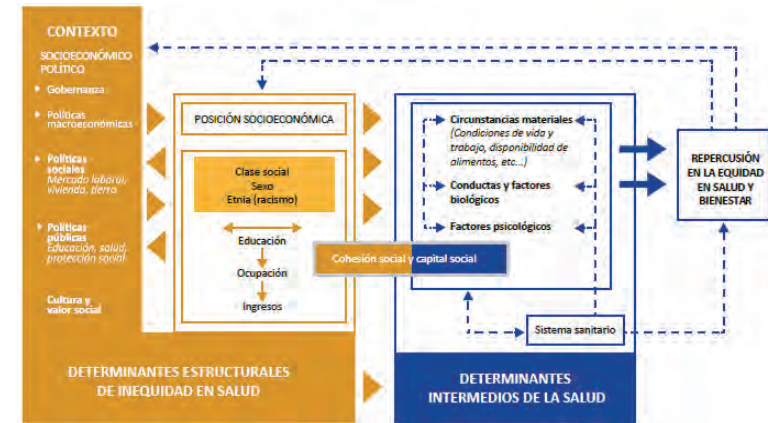 CONTEXTO
SOCIOECONÓMICO
POLÍTICO
Gobernanza
Políticas
macroeconómicas
Políticas
sociales
Mercado laboral,
vivienda, tierra
Políticas
públicas
Educación, salud,
protección social
Cultura y
valor social
POSICIÓN SOCIOECONÓMICA
Clase social
Sexo
Etnia (racismo)
Educación
Ocupación
Ingresos
Cohesión social y capital social
Circunstancias materiales
(Condiciones de vida y
trabajo, disponibilidad de
alimentos, etc...)
Conductas y factores
biológicos
Factores psicológicos
Sistema sanitario
REPERCUSIÓN
EN LA EQUIDAD
EN SALUD Y
BIENESTAR
DETERMINANTES ESTRUCTURALES
DE INEQUIDAD EN SALUD
DETERMINANTES
INTERMEDIOS DE LA SALUD